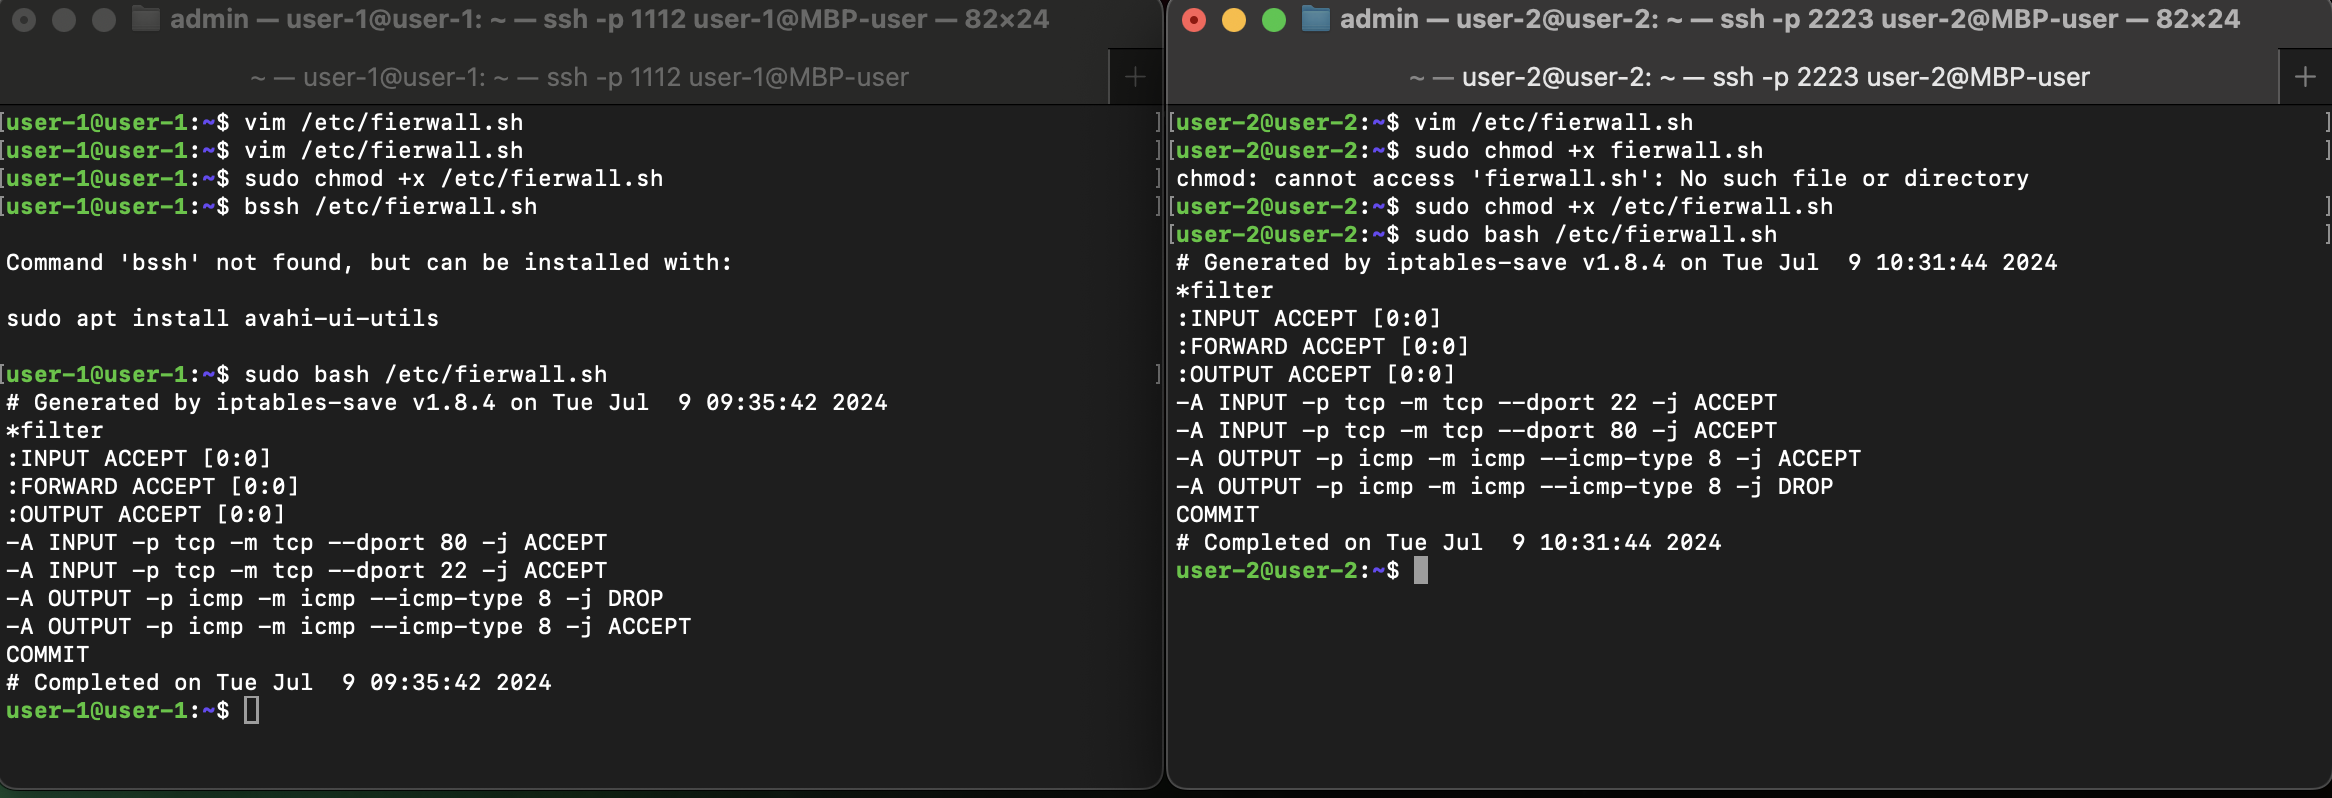 admin — user-1@user-1: ~ — ssh -p 1112 user-1@MBP-user — 82×24
~ — user-1@user-1: ~ — ssh -p 1112 user-1@MBP-user
[user-1@user-1:~$ vim /etc/fierwall.sh ]
[user-1@user-1:~$ vim /etc/fierwall.sh ]
[user-1@user-1:~$ sudo chmod +x /etc/fierwall.sh ]
[user-1@user-1:~$ bssh /etc/fierwall.sh ]
Command 'bssh' not found, but can be installed with:
sudo apt install avahi-ui-utils
[user-1@user-1:~$ sudo bash /etc/fierwall.sh ]
# Generated by iptables-save v1.8.4 on Tue Jul  9 09:35:42 2024
*filter
:INPUT ACCEPT [0:0]
:FORWARD ACCEPT [0:0]
:OUTPUT ACCEPT [0:0]
-A INPUT -p tcp -m tcp --dport 80 -j ACCEPT
-A INPUT -p tcp -m tcp --dport 22 -j ACCEPT
-A OUTPUT -p icmp -m icmp --icmp-type 8 -j DROP
-A OUTPUT -p icmp -m icmp --icmp-type 8 -j ACCEPT
COMMIT
# Completed on Tue Jul  9 09:35:42 2024
user-1@user-1:~$
admin — user-2@user-2: ~ — ssh -p 2223 user-2@MBP-user — 82×24
~ — user-2@user-2: ~ — ssh -p 2223 user-2@MBP-user
[user-2@user-2:~$ vim /etc/fierwall.sh ]
[user-2@user-2:~$ sudo chmod +x fierwall.sh ]
chmod: cannot access 'fierwall.sh': No such file or directory
[user-2@user-2:~$ sudo chmod +x /etc/fierwall.sh ]
[user-2@user-2:~$ sudo bash /etc/fierwall.sh ]
# Generated by iptables-save v1.8.4 on Tue Jul  9 10:31:44 2024
*filter
:INPUT ACCEPT [0:0]
:FORWARD ACCEPT [0:0]
:OUTPUT ACCEPT [0:0]
-A INPUT -p tcp -m tcp --dport 22 -j ACCEPT
-A INPUT -p tcp -m tcp --dport 80 -j ACCEPT
-A OUTPUT -p icmp -m icmp --icmp-type 8 -j ACCEPT
-A OUTPUT -p icmp -m icmp --icmp-type 8 -j DROP
COMMIT
# Completed on Tue Jul  9 10:31:44 2024
user-2@user-2:~$